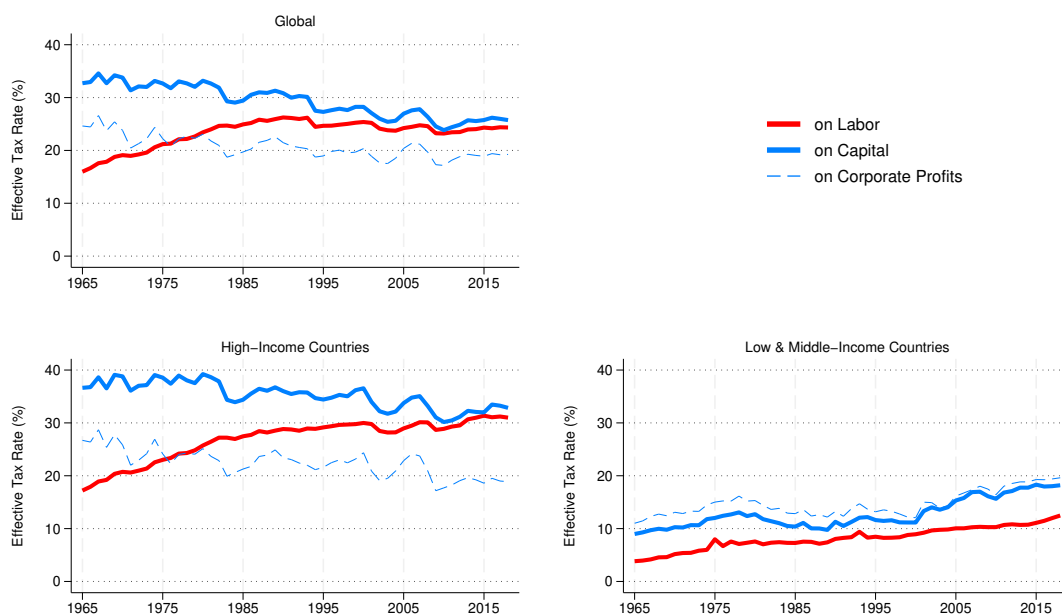 Global
Effective Tax Rate (%)
40
30
20
10
0
1965 1975 1985 1995 2005 2015
on Labor
on Capital
on Corporate Profits
High−Income Countries
Effective Tax Rate (%)
40
30
20
10
0
1965 1975 1985 1995 2005 2015
Low & Middle−Income Countries
Effective Tax Rate (%)
40
30
20
10
0
1965 1975 1985 1995 2005 2015